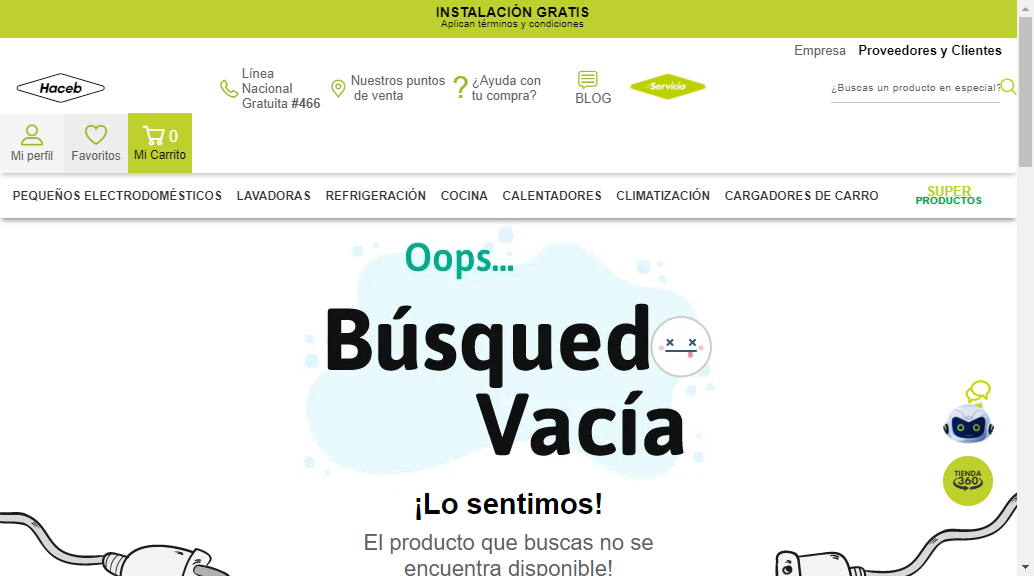 INSTALACIÓN GRATIS
Aplican términos y condiciones
Empresa Proveedores y Clientes
Haceb
Línea
Nacional
Gratuita #466
Nuestros puntos
de venta
¿Ayuda con
tu compra?
BLOG
Servicio
¿Buscas un producto en especial?
Mi perfil
Favoritos
0
Mi Carrito
PEQUEÑOS ELECTRODOMÉSTICOS LAVADORAS REFRIGERACIÓN COCINA CALENTADORES CLIMATIZACIÓN CARGADORES DE CARRO
SUPER
PRODUCTOS
Oops...
Búsqued
Vacía
TIENDA
360
¡Lo sentimos!
El producto que buscas no se
encuentra disponible!